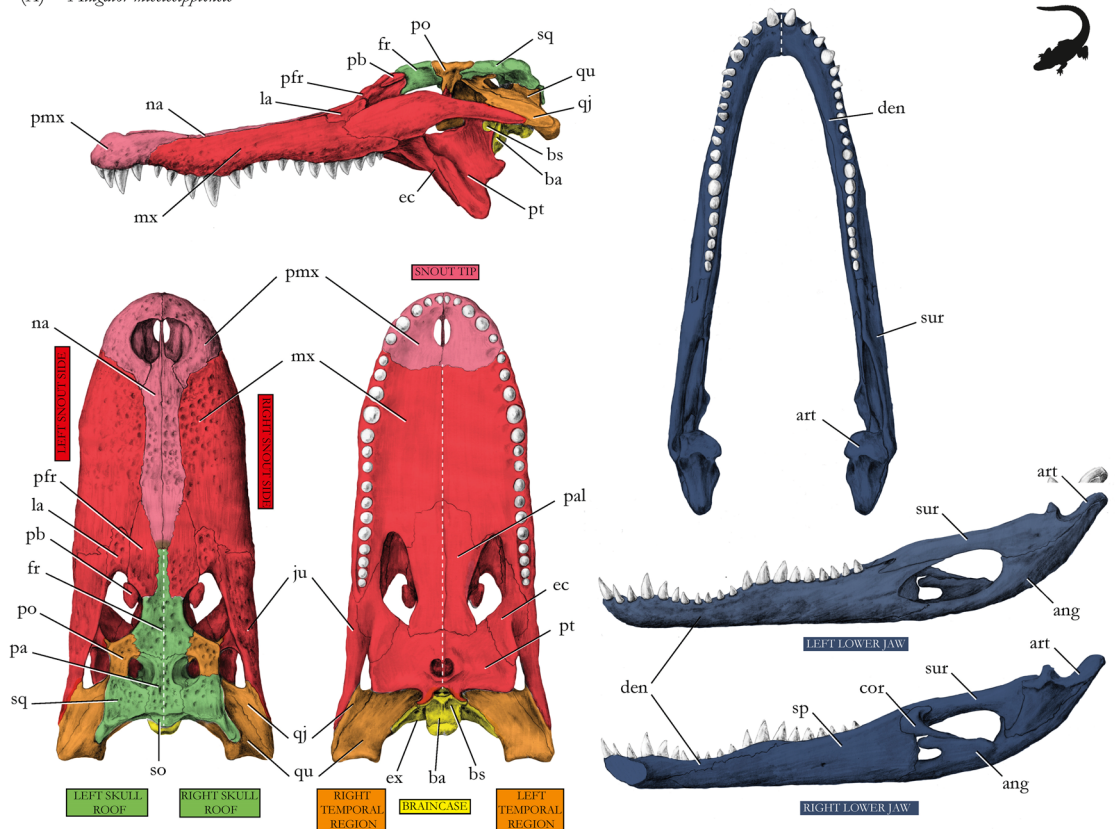 po
sq
fr
pb
qu
pfr
qj
la
na
pmx
den
bs
ba
ec
pt
mx
SNOUT TIP
pmx
na
sur
mx
LEFT SNOUT SIDE
RIGHT SNOUT SIDE
art
art
pfr
sur
la
pal
pb
fr
ju
ec
ang
po
pt
LEFT LOWER JAW
art
pa
sur
den
cor
sq
sp
qj
so
qu
ex
ba
bs
ang
LEFT SKULL
ROOF
RIGHT SKULL
ROOF
RIGHT
TEMPORAL
REGION
BRAINCASE
LEFT
TEMPORAL
REGION
RIGHT LOWER JAW